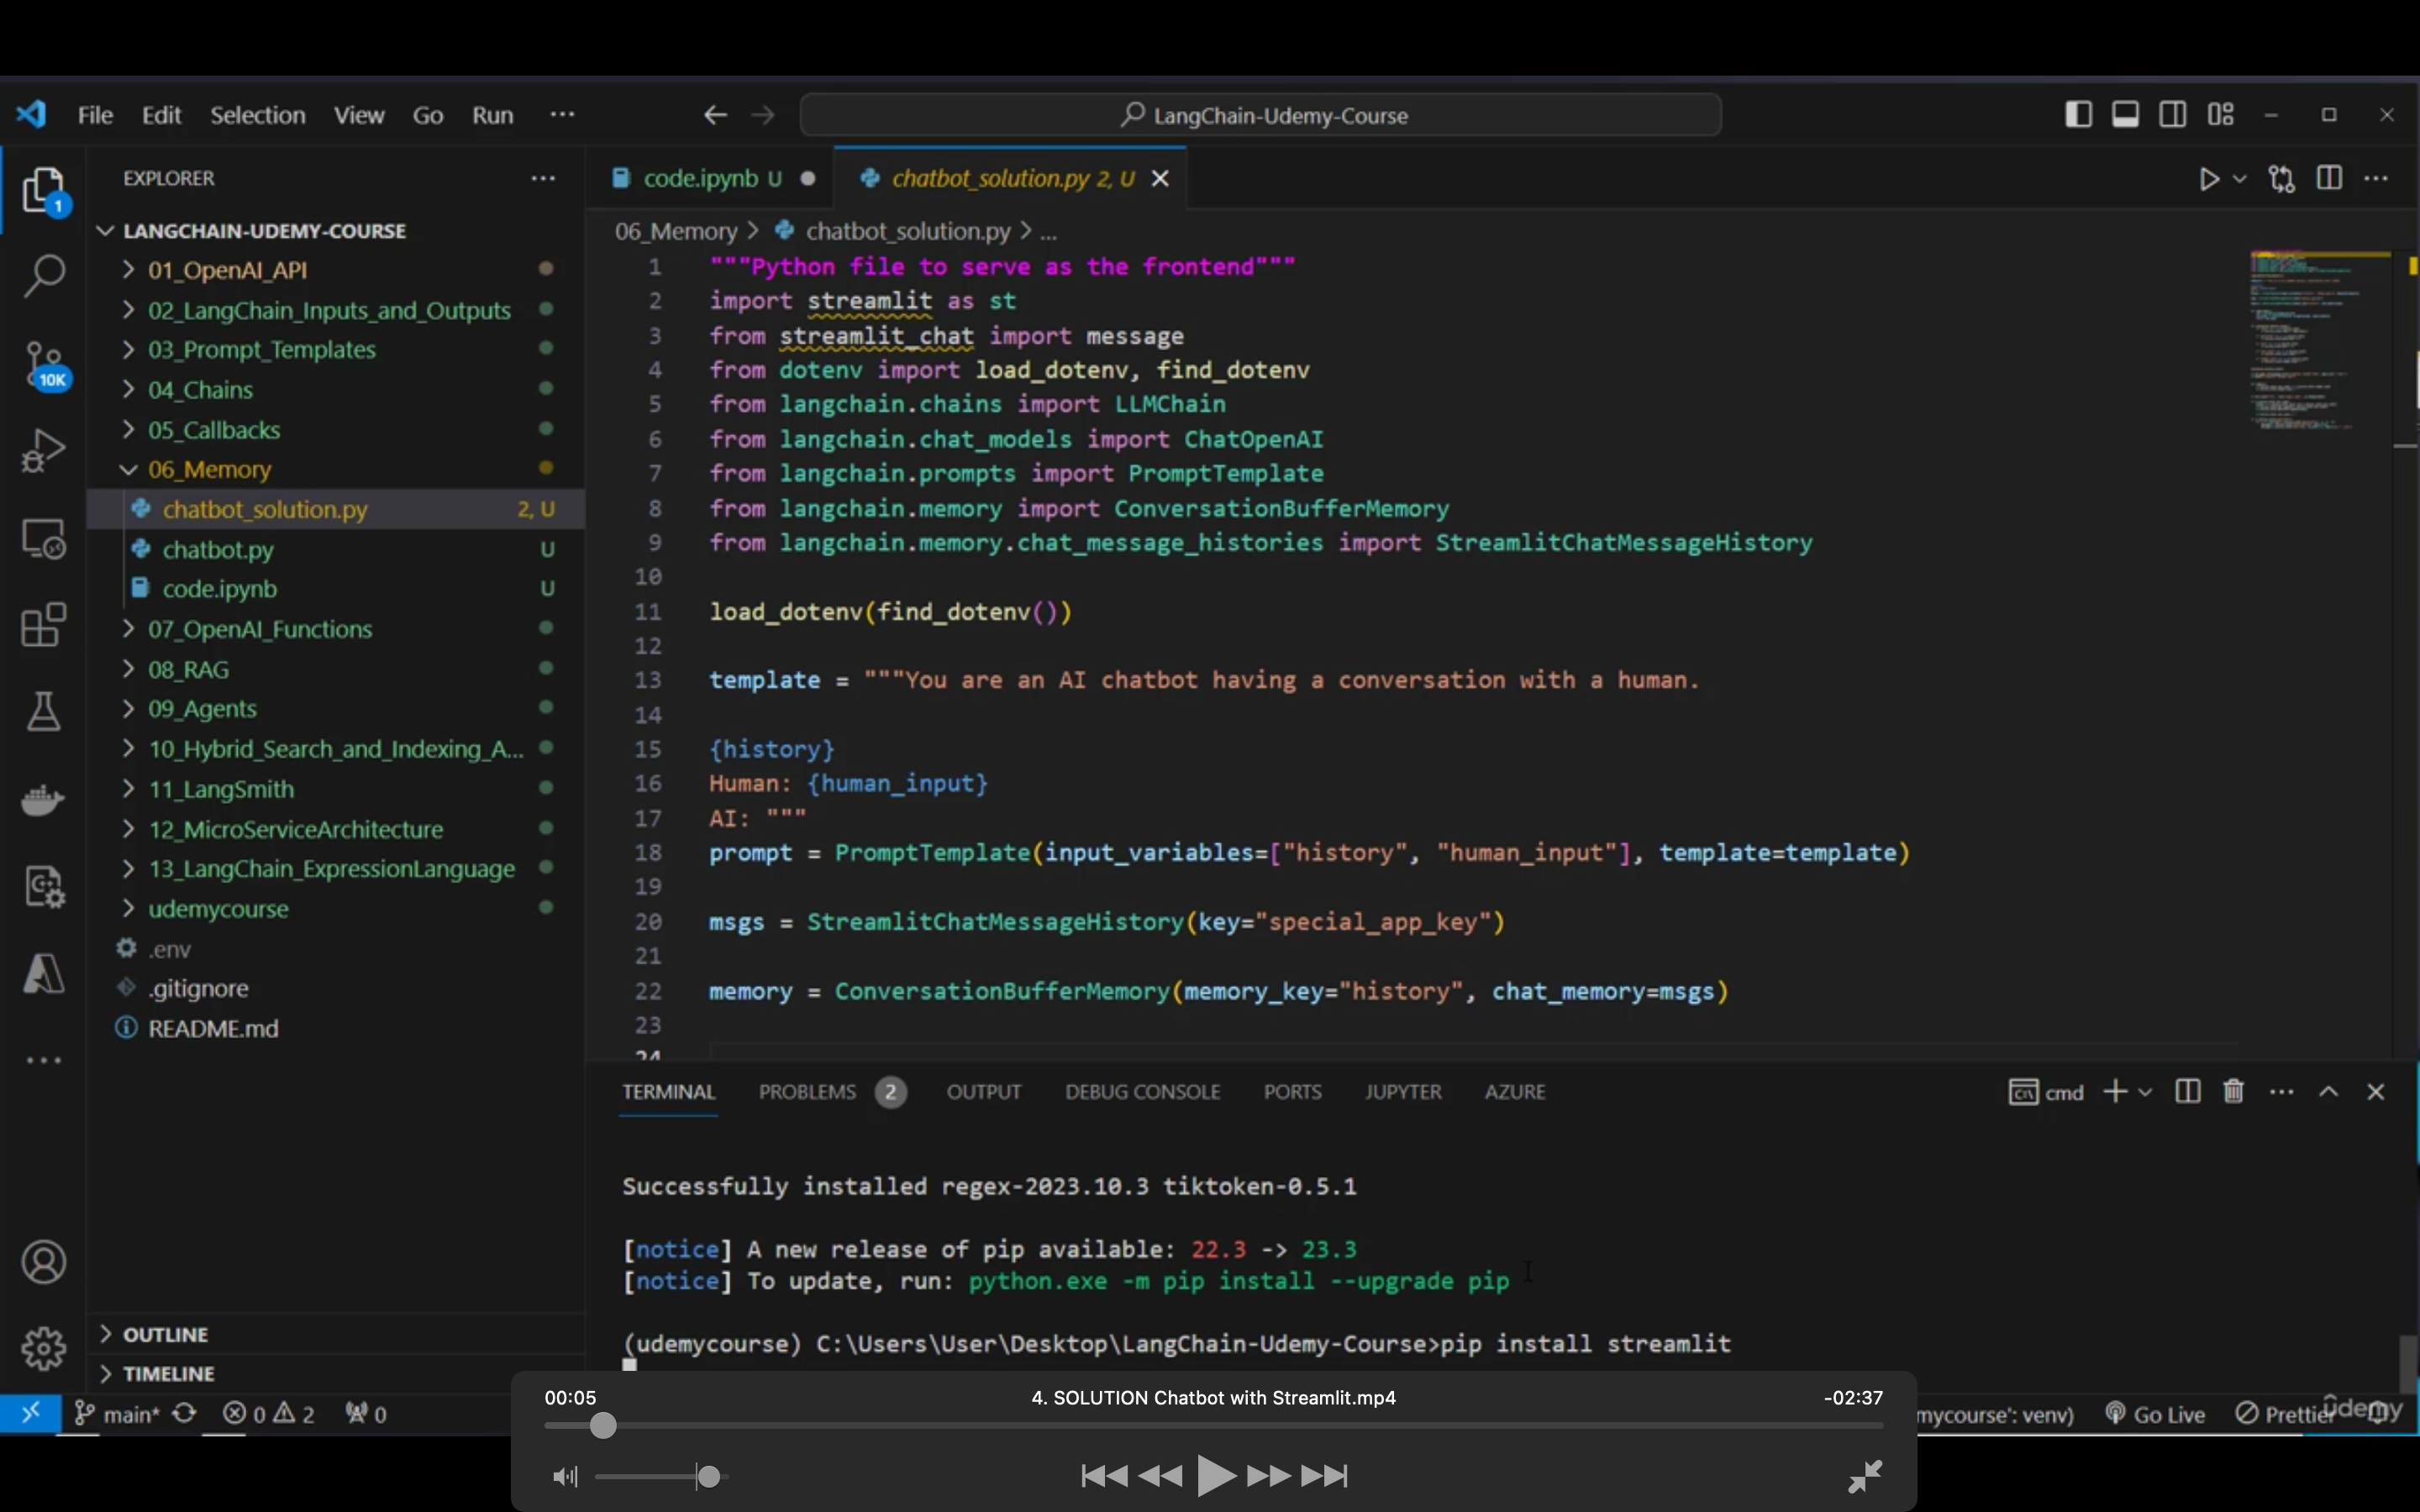 File Edit Selection View Go Run ...
LangChain-Udemy-Course
EXPLORER
1
LANGCHAIN-UDEMY-COURSE
01_OpenAI_API
02_LangChain_Inputs_and_Outputs
03_Prompt_Templates
10K
04_Chains
05_Callbacks
06_Memory
chatbot_solution.py 2, U
chatbot.py U
code.ipynb U
07_OpenAI_Functions
08_RAG
09_Agents
10_Hybrid_Search_and_Indexing_A...
11_LangSmith
12_MicroServiceArchitecture
13_LangChain_ExpressionLanguage
udemycourse
.env
.gitignore
README.md
OUTLINE
TIMELINE
code.ipynb U
chatbot_solution.py 2, U
06_Memory > chatbot_solution.py > ...
1 """Python file to serve as the frontend"""
2 import streamlit as st
3 from streamlit_chat import message
4 from dotenv import load_dotenv, find_dotenv
5 from langchain.chains import LLMChain
6 from langchain.chat_models import ChatOpenAI
7 from langchain.prompts import PromptTemplate
8 from langchain.memory import ConversationBufferMemory
9 from langchain.memory.chat_message_histories import StreamlitChatMessageHistory
10
11 load_dotenv(find_dotenv())
12
13 template = """You are an AI chatbot having a conversation with a human.
14
15 {history}
16 Human: {human_input}
17 AI: """
18 prompt = PromptTemplate(input_variables=["history", "human_input"], template=template)
19
20 msgs = StreamlitChatMessageHistory(key="special_app_key")
21
22 memory = ConversationBufferMemory(memory_key="history", chat_memory=msgs)
23
24
TERMINAL PROBLEMS 2 OUTPUT DEBUG CONSOLE PORTS JUPYTER AZURE
cmd
Successfully installed regex-2023.10.3 tiktoken-0.5.1
[notice] A new release of pip available: 22.3 -> 23.3
[notice] To update, run: python.exe -m pip install --upgrade pip
(udemycourse) C:\Users\User\Desktop\LangChain-Udemy-Course>pip install streamlit
00:05 4. SOLUTION Chatbot with Streamlit.mp4 -02:37
main* 0 2 0
mycourse': venv) Go Live Prettier
ûdemy